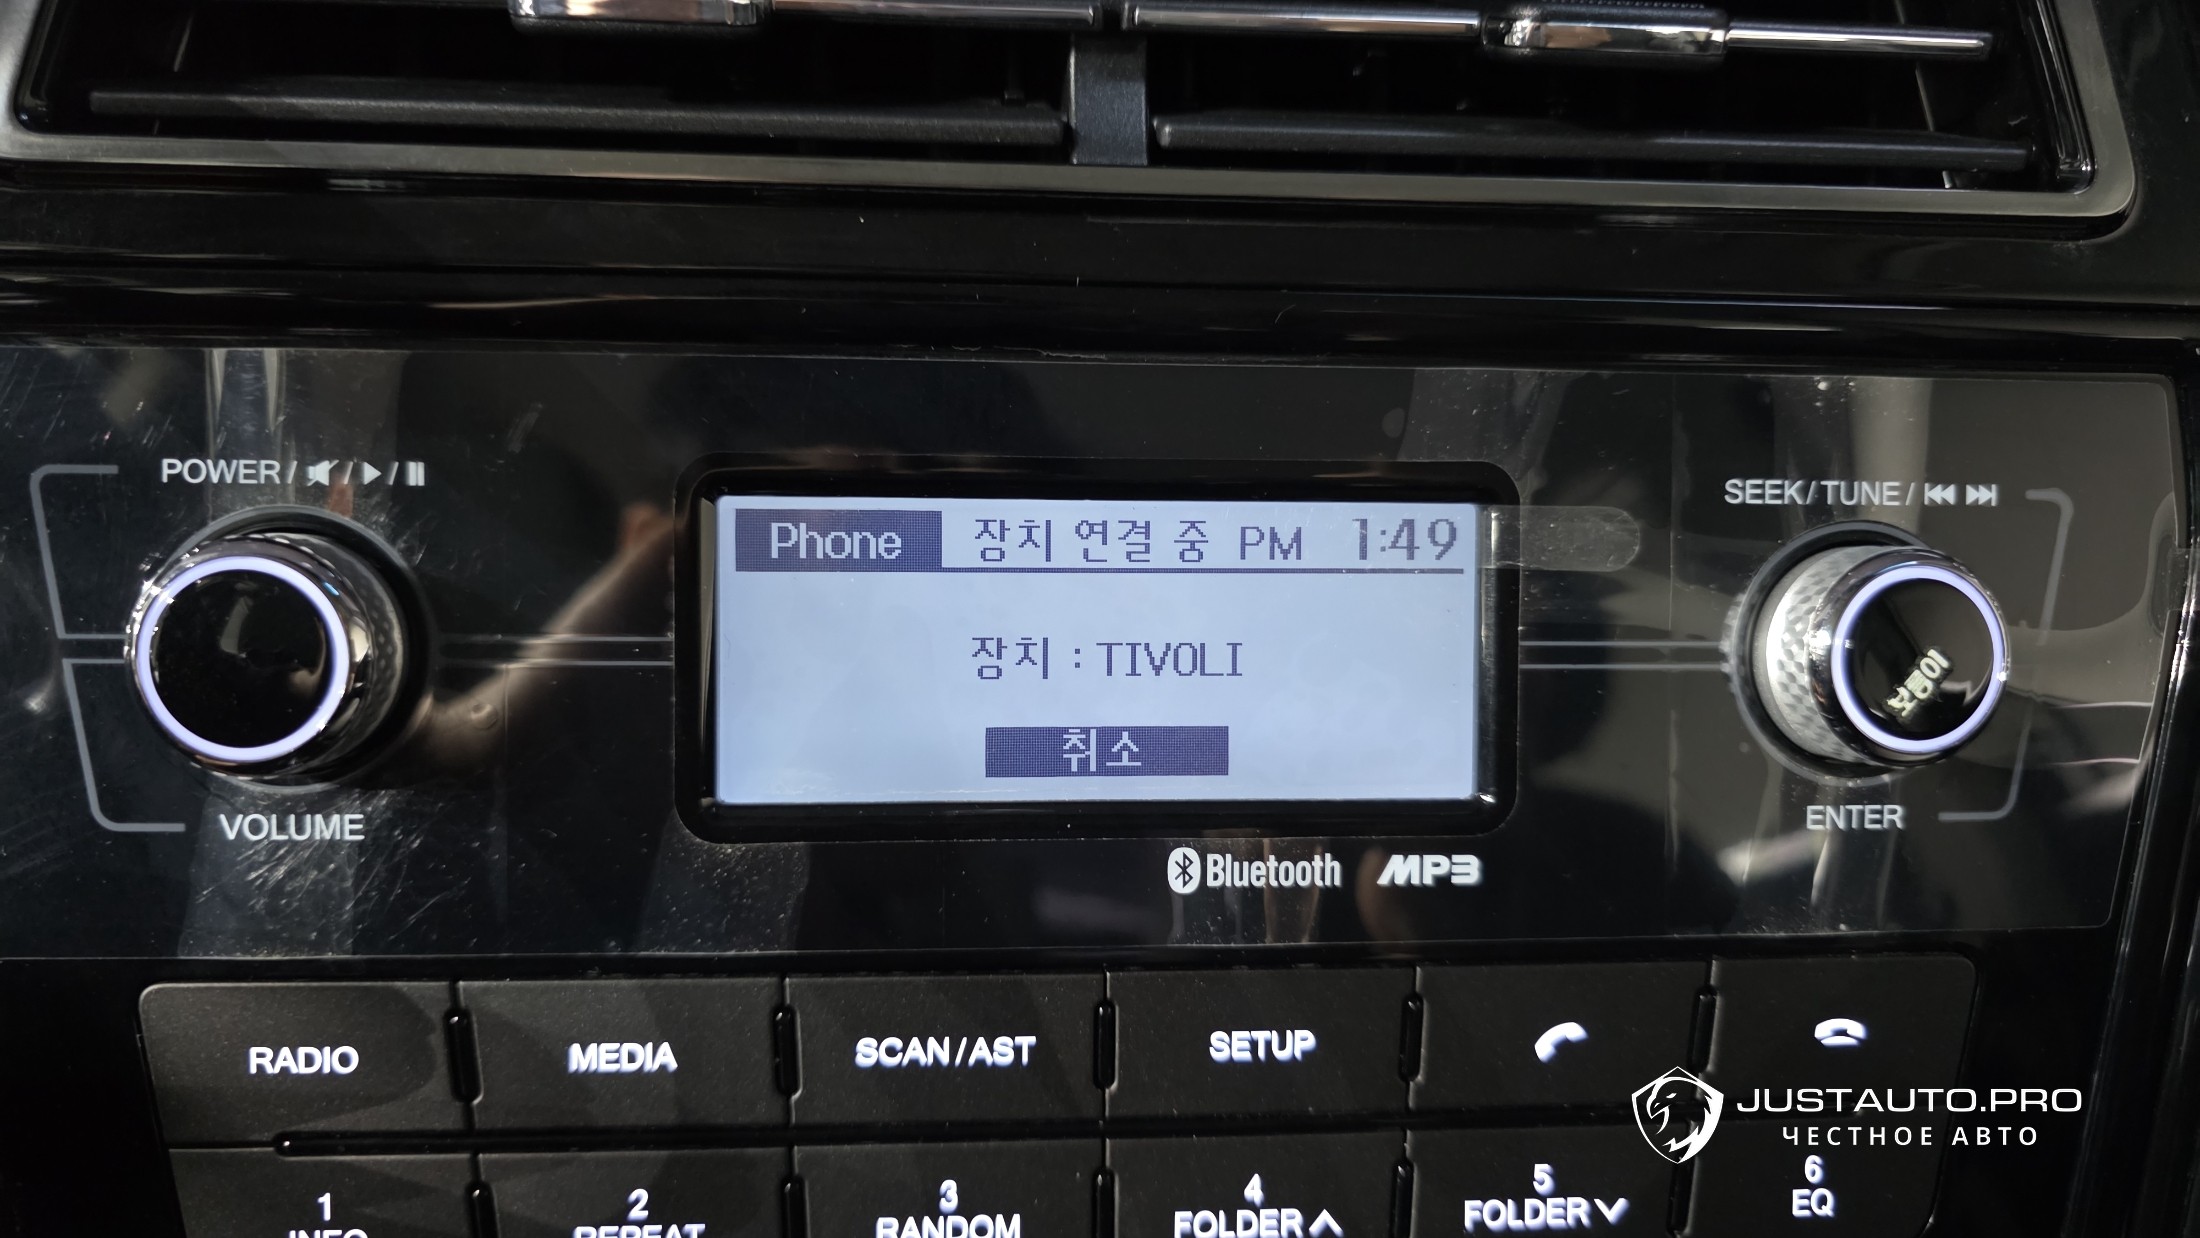 POWER / / /
SEEK / TUNE /
Phone 장치 연결 중 PM 1:49
장치 : TIVOLI
취소
VOLUME
ENTER
Bluetooth MP3
RADIO MEDIA SCAN/AST SETUP
JUSTAUTO.PRO
ЧЕСТНОЕ АВТО
1 2 3 4 5 6
INFO REPEAT RANDOM FOLDER FOLDER EQ